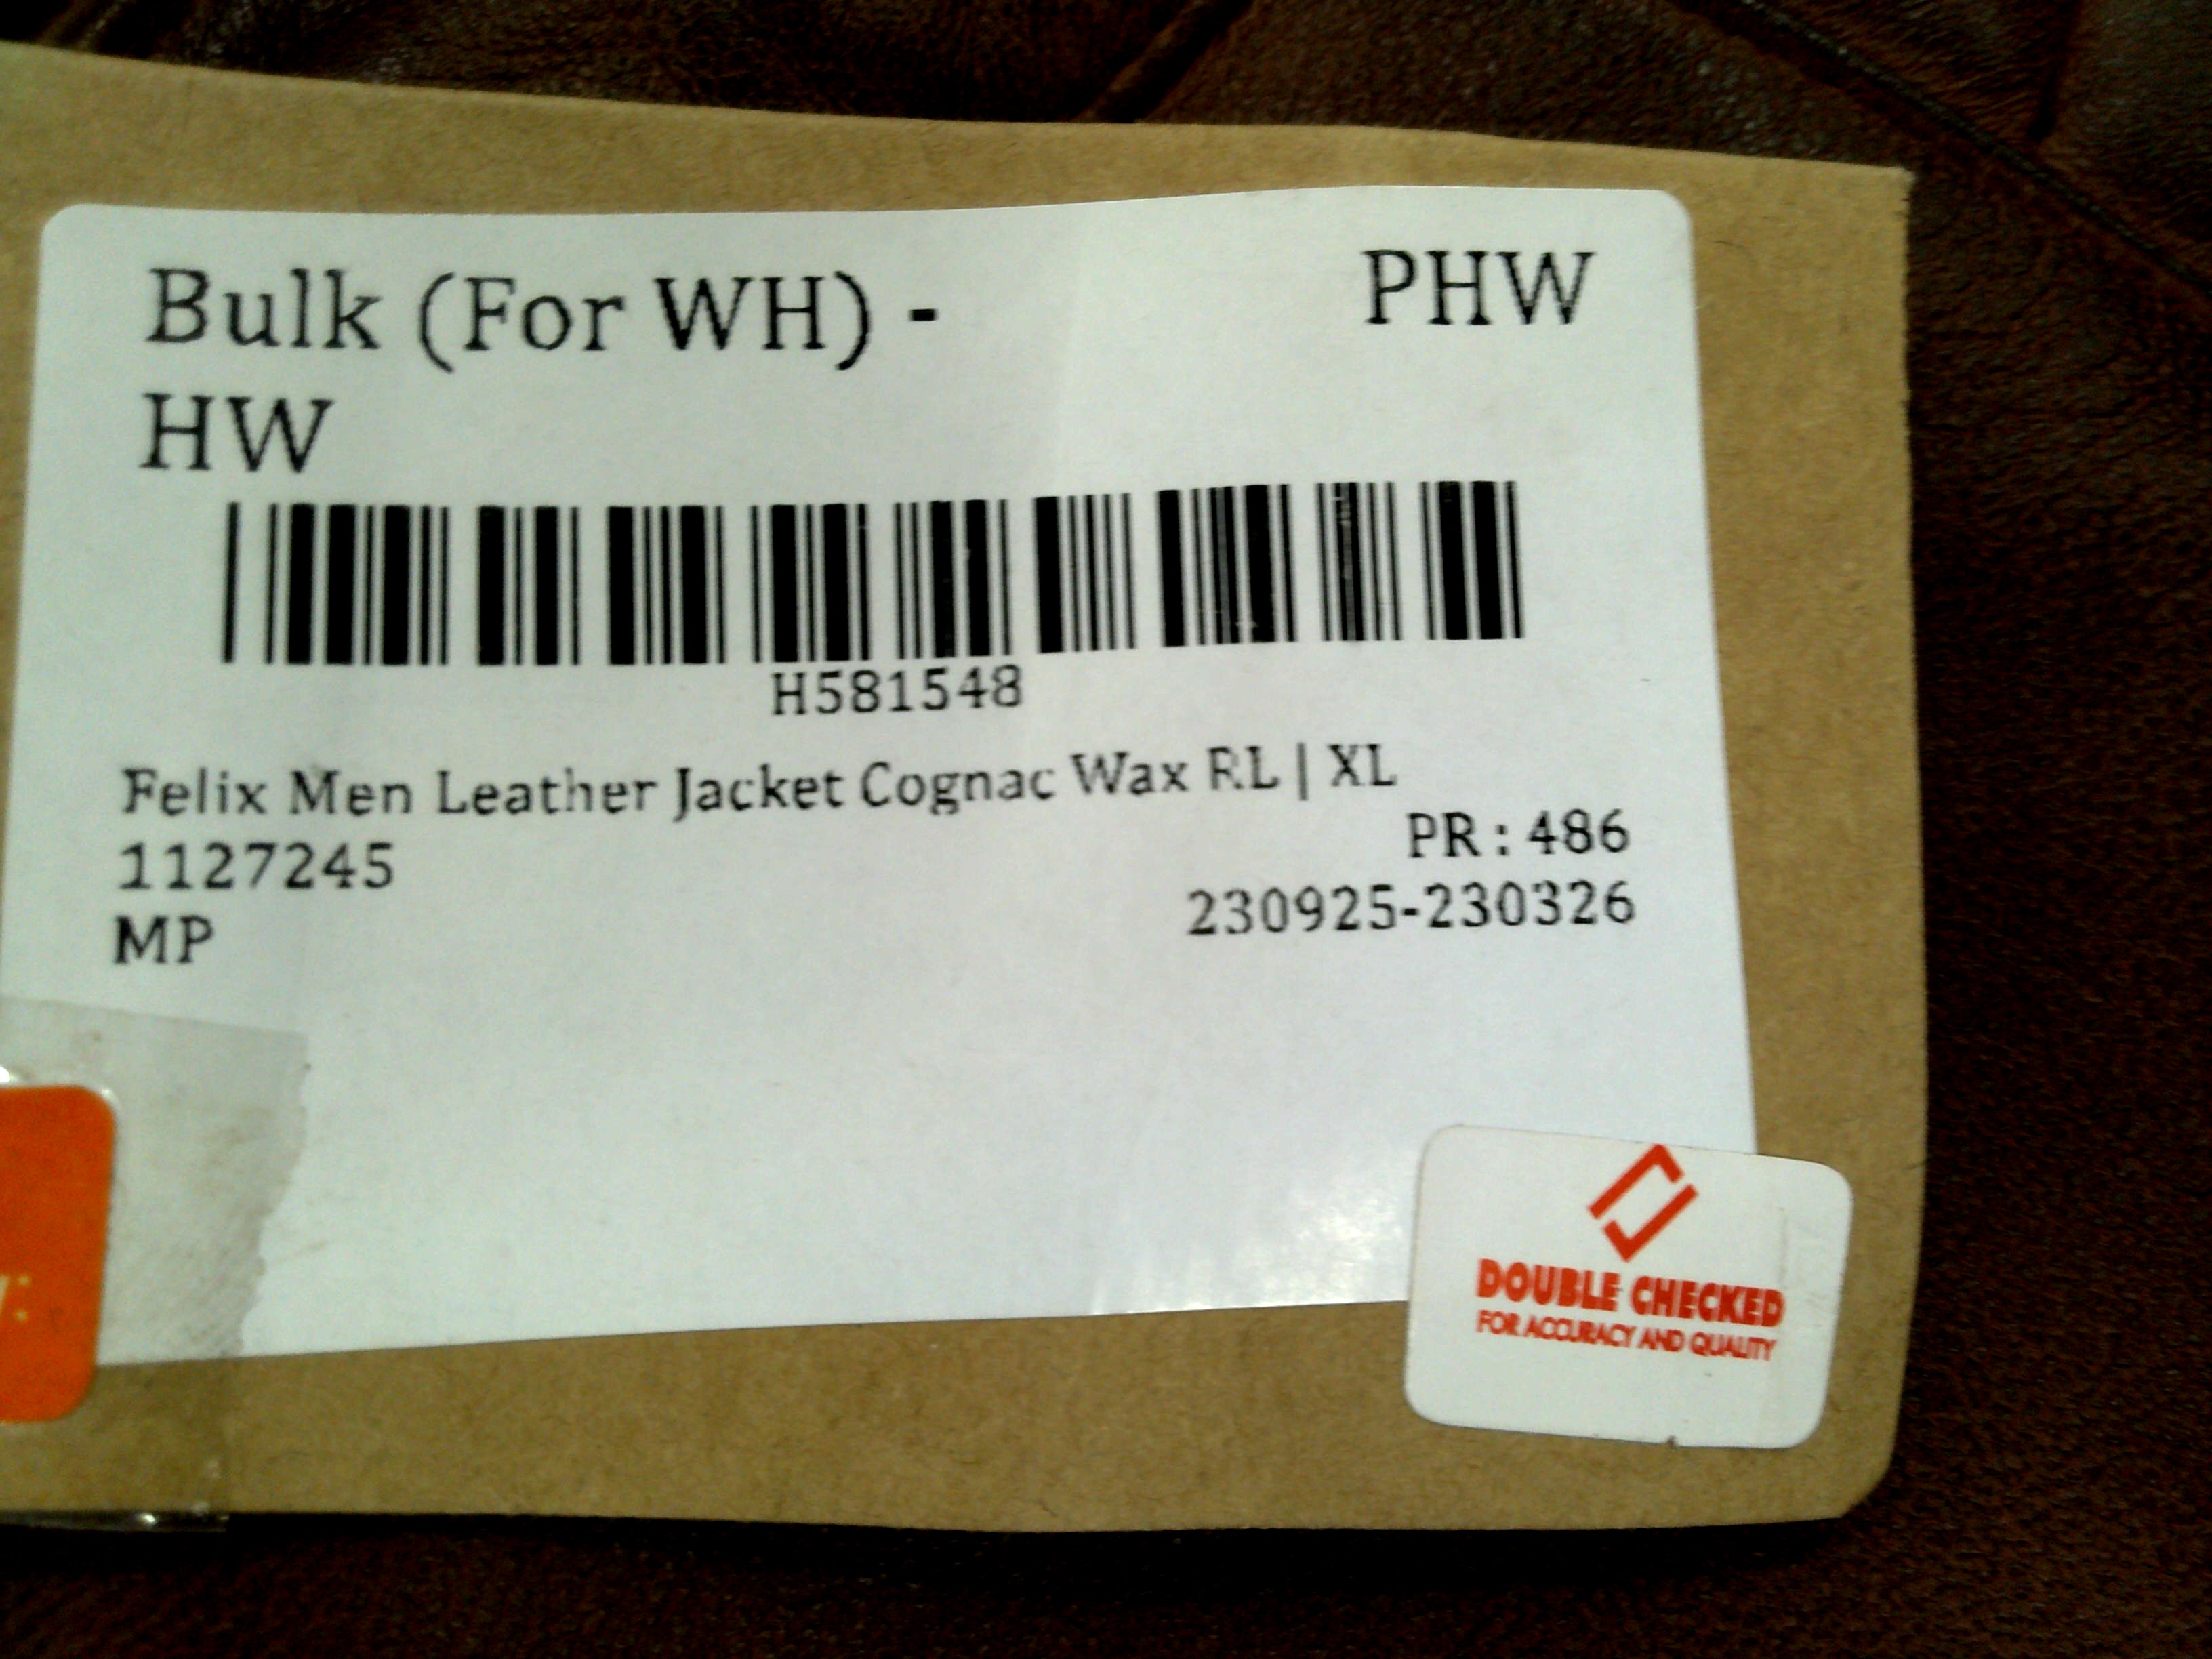 Bulk (For WH) - PHW
HW
H581548
Felix Men Leather Jacket Cognac Wax RL | XL
PR : 486
1127245
230925-230326
MP
DOUBLE CHECKED
FOR ACCURACY AND QUALITY